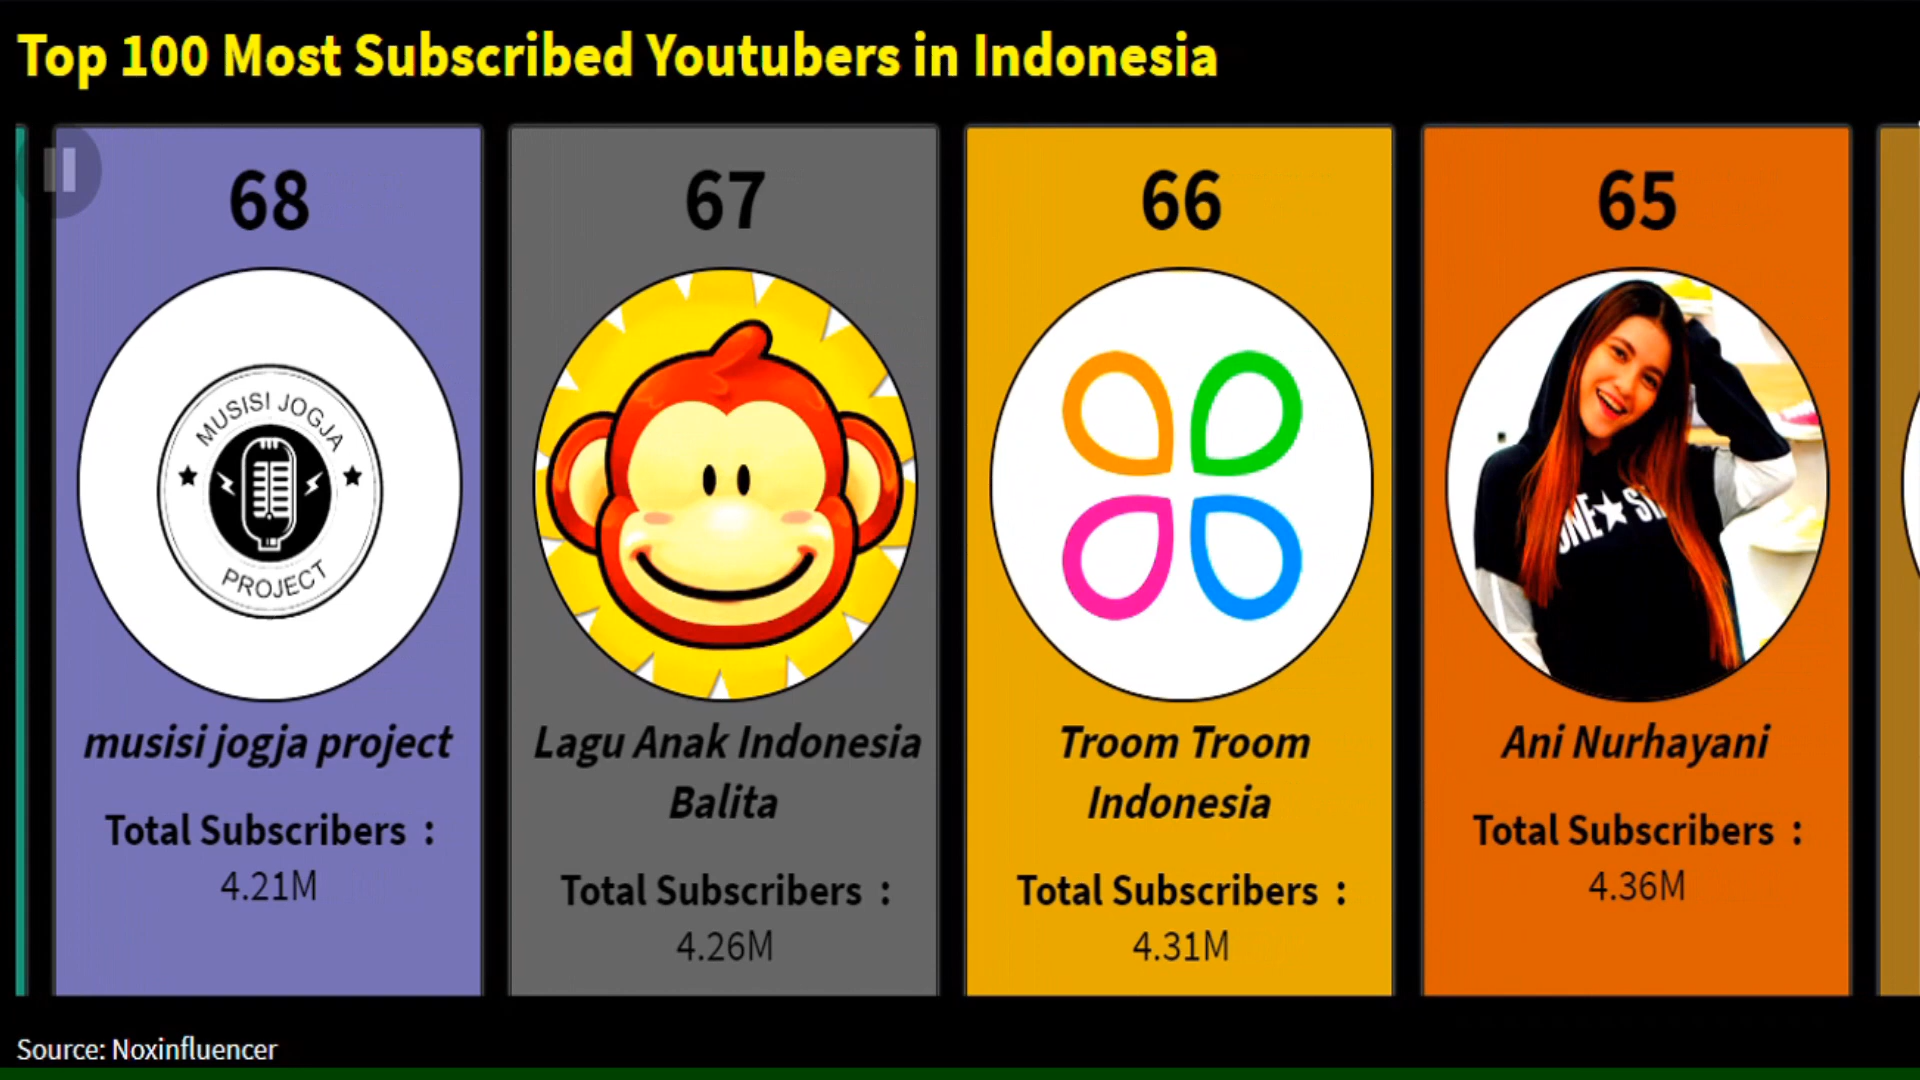 Top 100 Most Subscribed Youtubers in Indonesia
68
MUSISI JOGJA
PROJECT
musisi jogja project
Total Subscribers :
4.21M
67
Lagu Anak Indonesia
Balita
Total Subscribers :
4.26M
66
Troom Troom
Indonesia
Total Subscribers :
4.31M
65
Ani Nurhayani
Total Subscribers :
4.36M
Source: Noxinfluencer